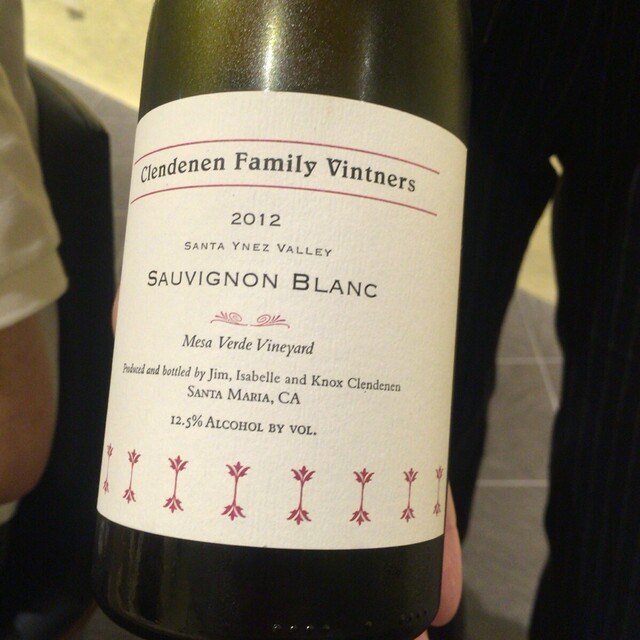 Clendenen Family Vintners
2012
Santa Ynez Valley
Sauvignon Blanc
Mesa Verde Vineyard
Produced and bottled by Jim, Isabelle and Knox Clendenen
Santa Maria, CA
12.5% Alcohol by vol.